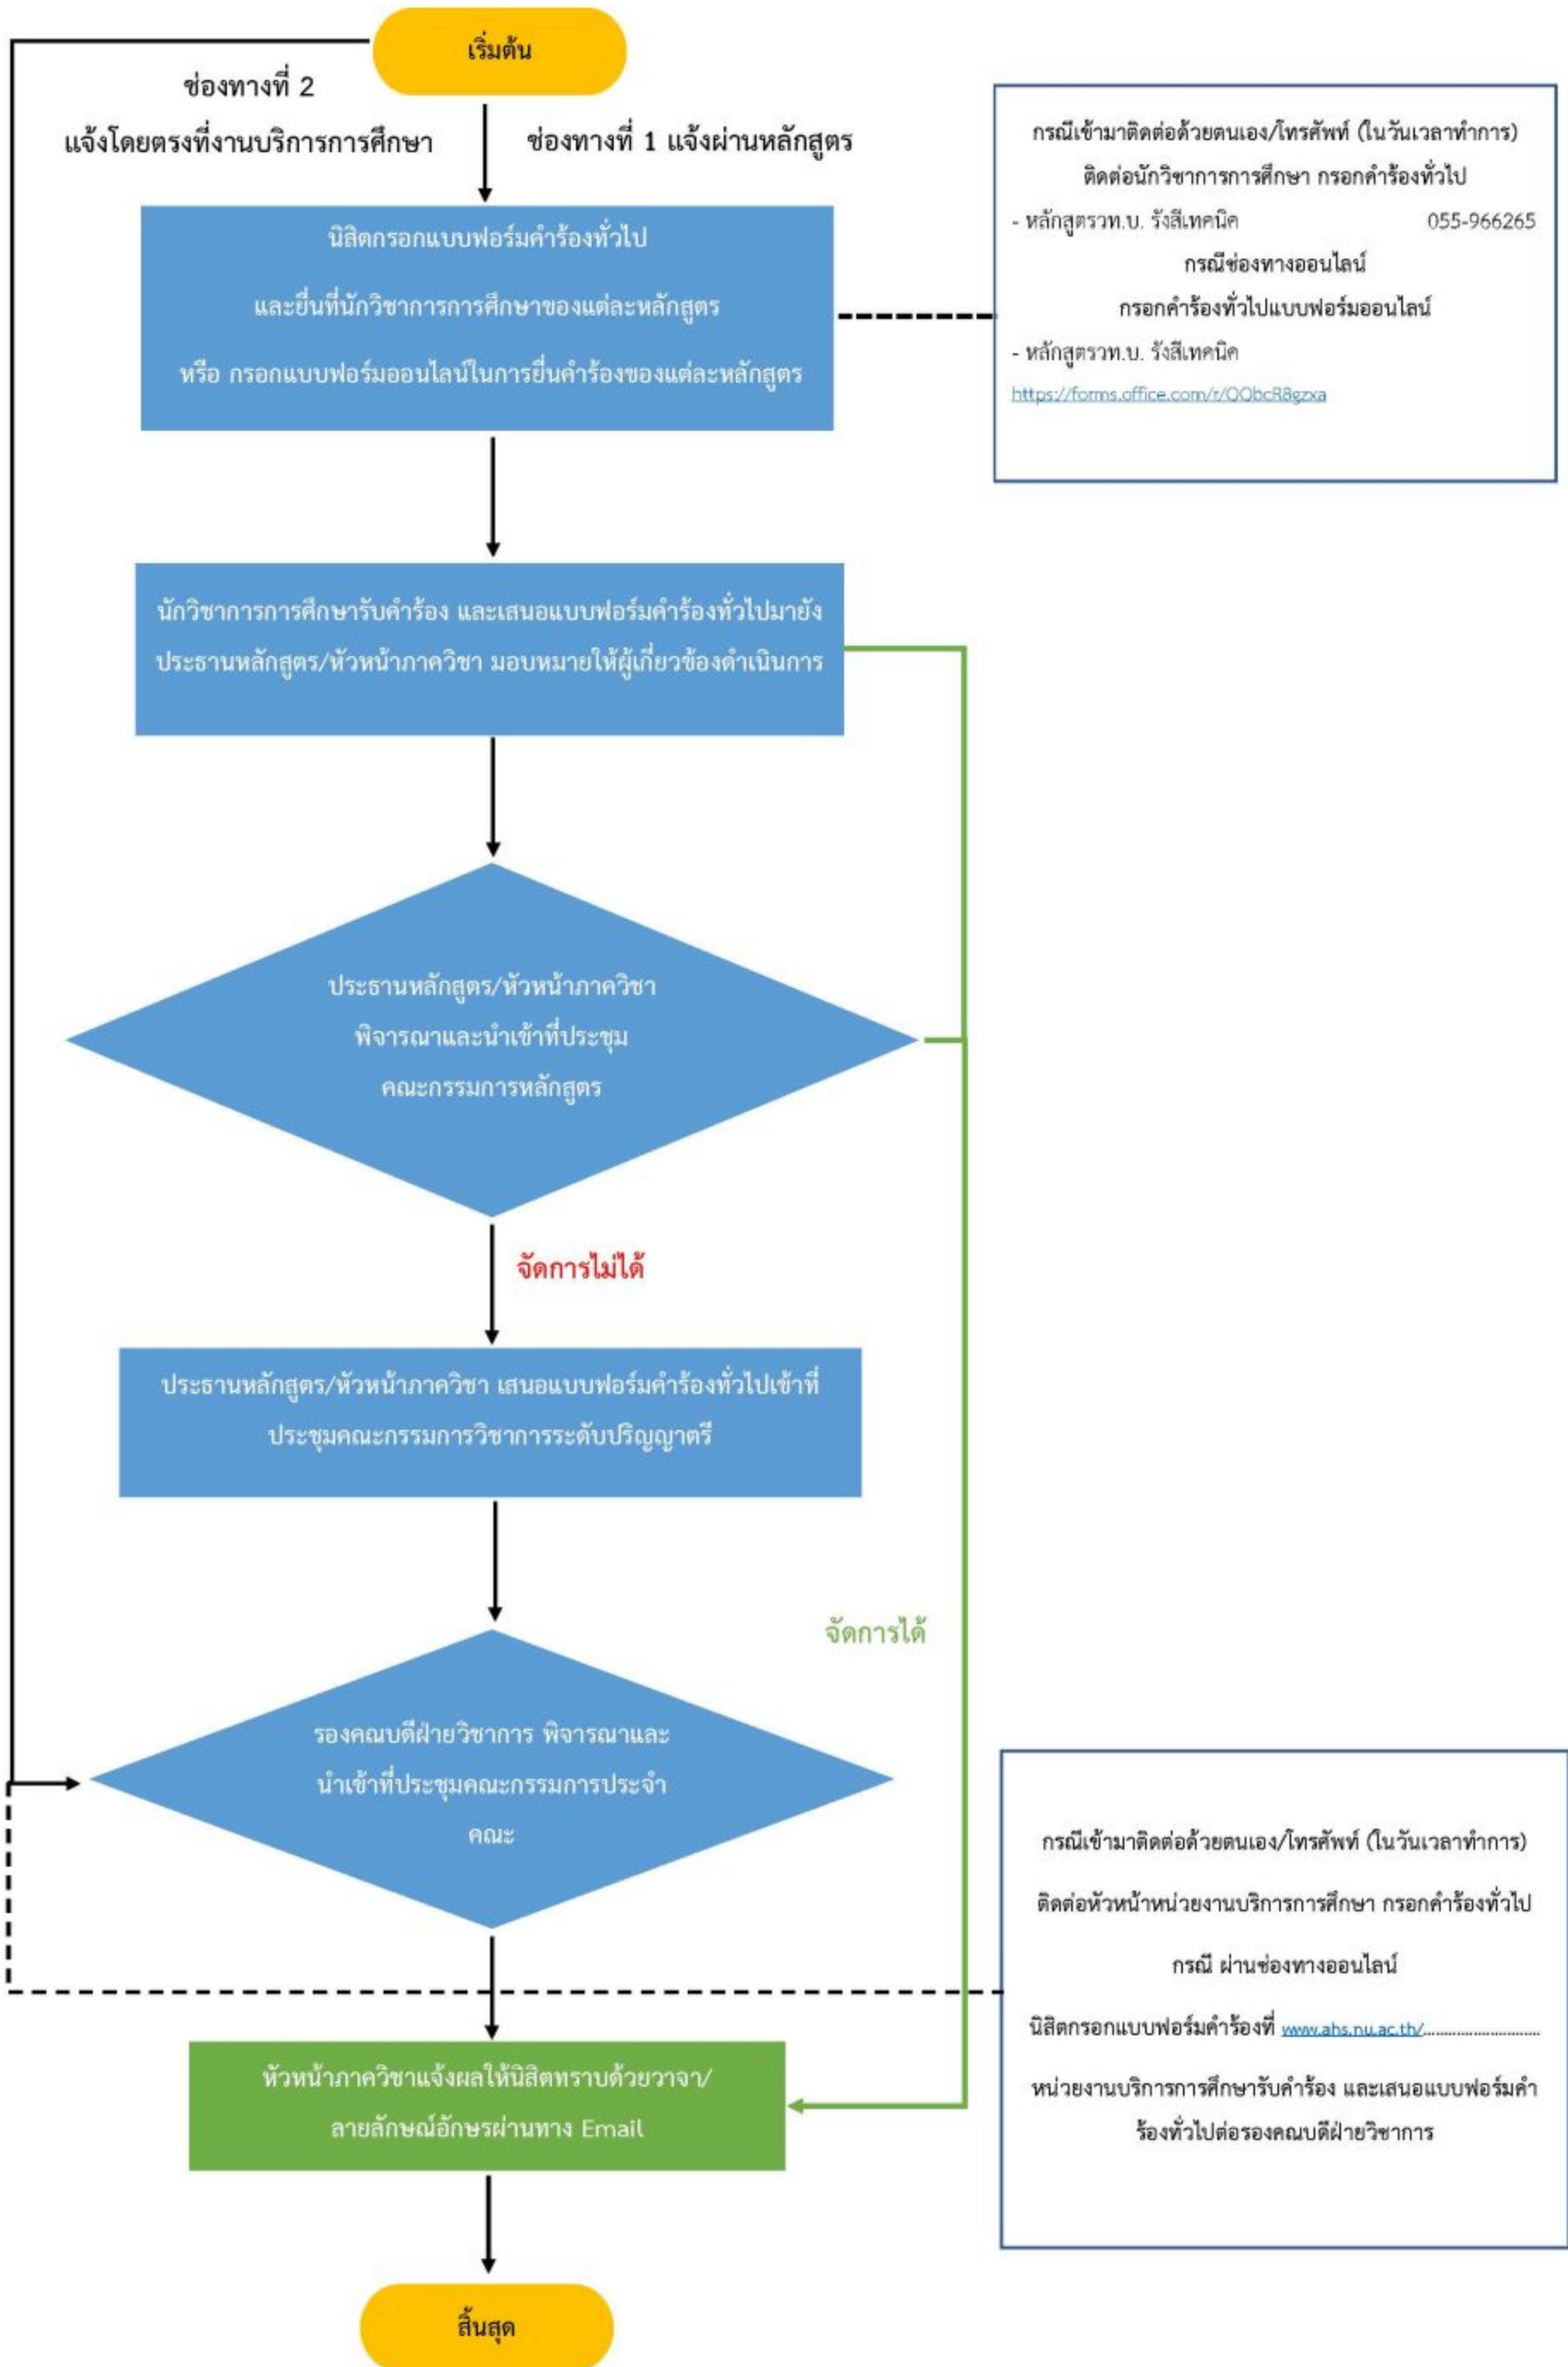 เริ่มต้น
ช่องทางที่ 2
แจ้งโดยตรงที่งานบริการการศึกษา
ช่องทางที่ 1 แจ้งผ่านหลักสูตร
นิสิตกรอกแบบฟอร์มคำร้องทั่วไป
และยื่นที่นักวิชาการการศึกษาของแต่ละหลักสูตร
หรือ กรอกแบบฟอร์มออนไลน์ในการยื่นคำร้องของแต่ละหลักสูตร
กรณีเข้ามาติดต่อด้วยตนเอง/โทรศัพท์ (ในวันเวลาทำการ)
ติดต่อนักวิชาการการศึกษา กรอกคำร้องทั่วไป
- หลักสูตรวท.บ. รังสีเทคนิค 055-966265
กรณีช่องทางออนไลน์
กรอกคำร้องทั่วไปแบบฟอร์มออนไลน์
- หลักสูตรวท.บ. รังสีเทคนิค
https://forms.office.com/r/QQbcR8gzxa
นักวิชาการการศึกษารับคำร้อง และเสนอแบบฟอร์มคำร้องทั่วไปมายัง
ประธานหลักสูตร/หัวหน้าภาควิชา มอบหมายให้ผู้เกี่ยวข้องดำเนินการ
ประธานหลักสูตร/หัวหน้าภาควิชา
พิจารณาและนำเข้าที่ประชุม
คณะกรรมการหลักสูตร
จัดการไม่ได้
ประธานหลักสูตร/หัวหน้าภาควิชา เสนอแบบฟอร์มคำร้องทั่วไปเข้าที่
ประชุมคณะกรรมการวิชาการระดับปริญญาตรี
จัดการได้
รองคณบดีฝ่ายวิชาการ พิจารณาและ
นำเข้าที่ประชุมคณะกรรมการประจำ
คณะ
กรณีเข้ามาติดต่อด้วยตนเอง/โทรศัพท์ (ในวันเวลาทำการ)
ติดต่อหัวหน้าหน่วยงานบริการการศึกษา กรอกคำร้องทั่วไป
กรณี ผ่านช่องทางออนไลน์
นิสิตกรอกแบบฟอร์มคำร้องที่ www.ahs.nu.ac.th/............................
หน่วยงานบริการการศึกษารับคำร้อง และเสนอแบบฟอร์มคำ
ร้องทั่วไปต่อรองคณบดีฝ่ายวิชาการ
หัวหน้าภาควิชาแจ้งผลให้นิสิตทราบด้วยวาจา/
ลายลักษณ์อักษรผ่านทาง Email
สิ้นสุด